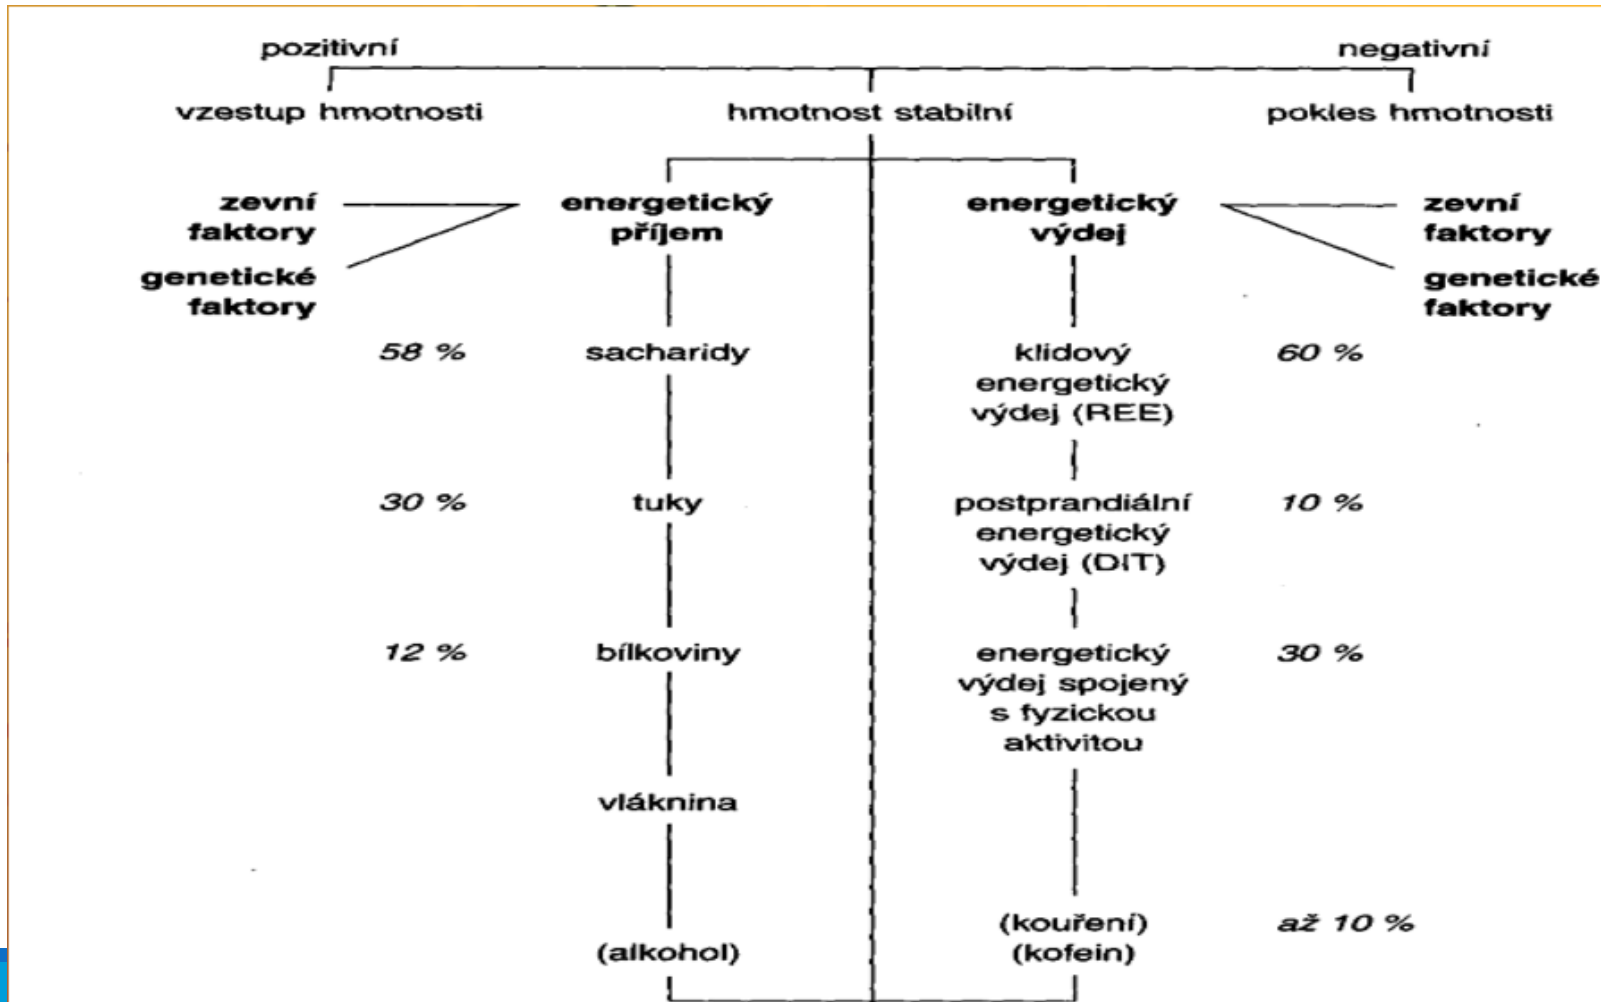 pozitivní negativní
vzestup hmotnosti hmotnost stabilní pokles hmotnosti
zevní energetický energetický zevní
faktory příjem výdej faktory
genetické genetické
faktory faktory
58 % sacharidy klidový 60 %
energetický
výdej (REE)
30 % tuky postprandiální 10 %
energetický
výdej (DIT)
12 % bílkoviny energetický 30 %
výdej spojený
s fyzickou
aktivitou
vláknina
(kouření) až 10 %
(alkohol) (kofein)